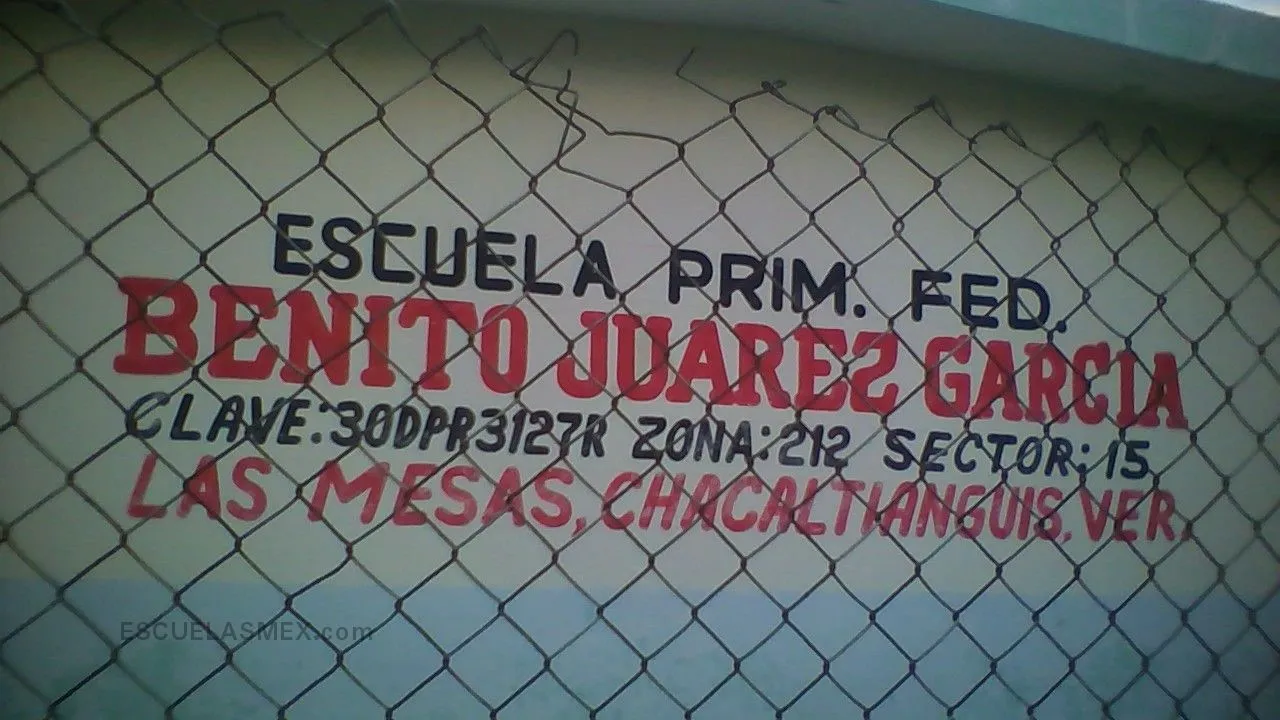 ESCUELA PRIM. FED.
BENITO JUAREZ GARCIA
CLAVE:30DPR3127R ZONA:212 SECTOR: 15
LAS MESAS, CHACALTIANGUIS, VER.
ESCUELASMEX.com